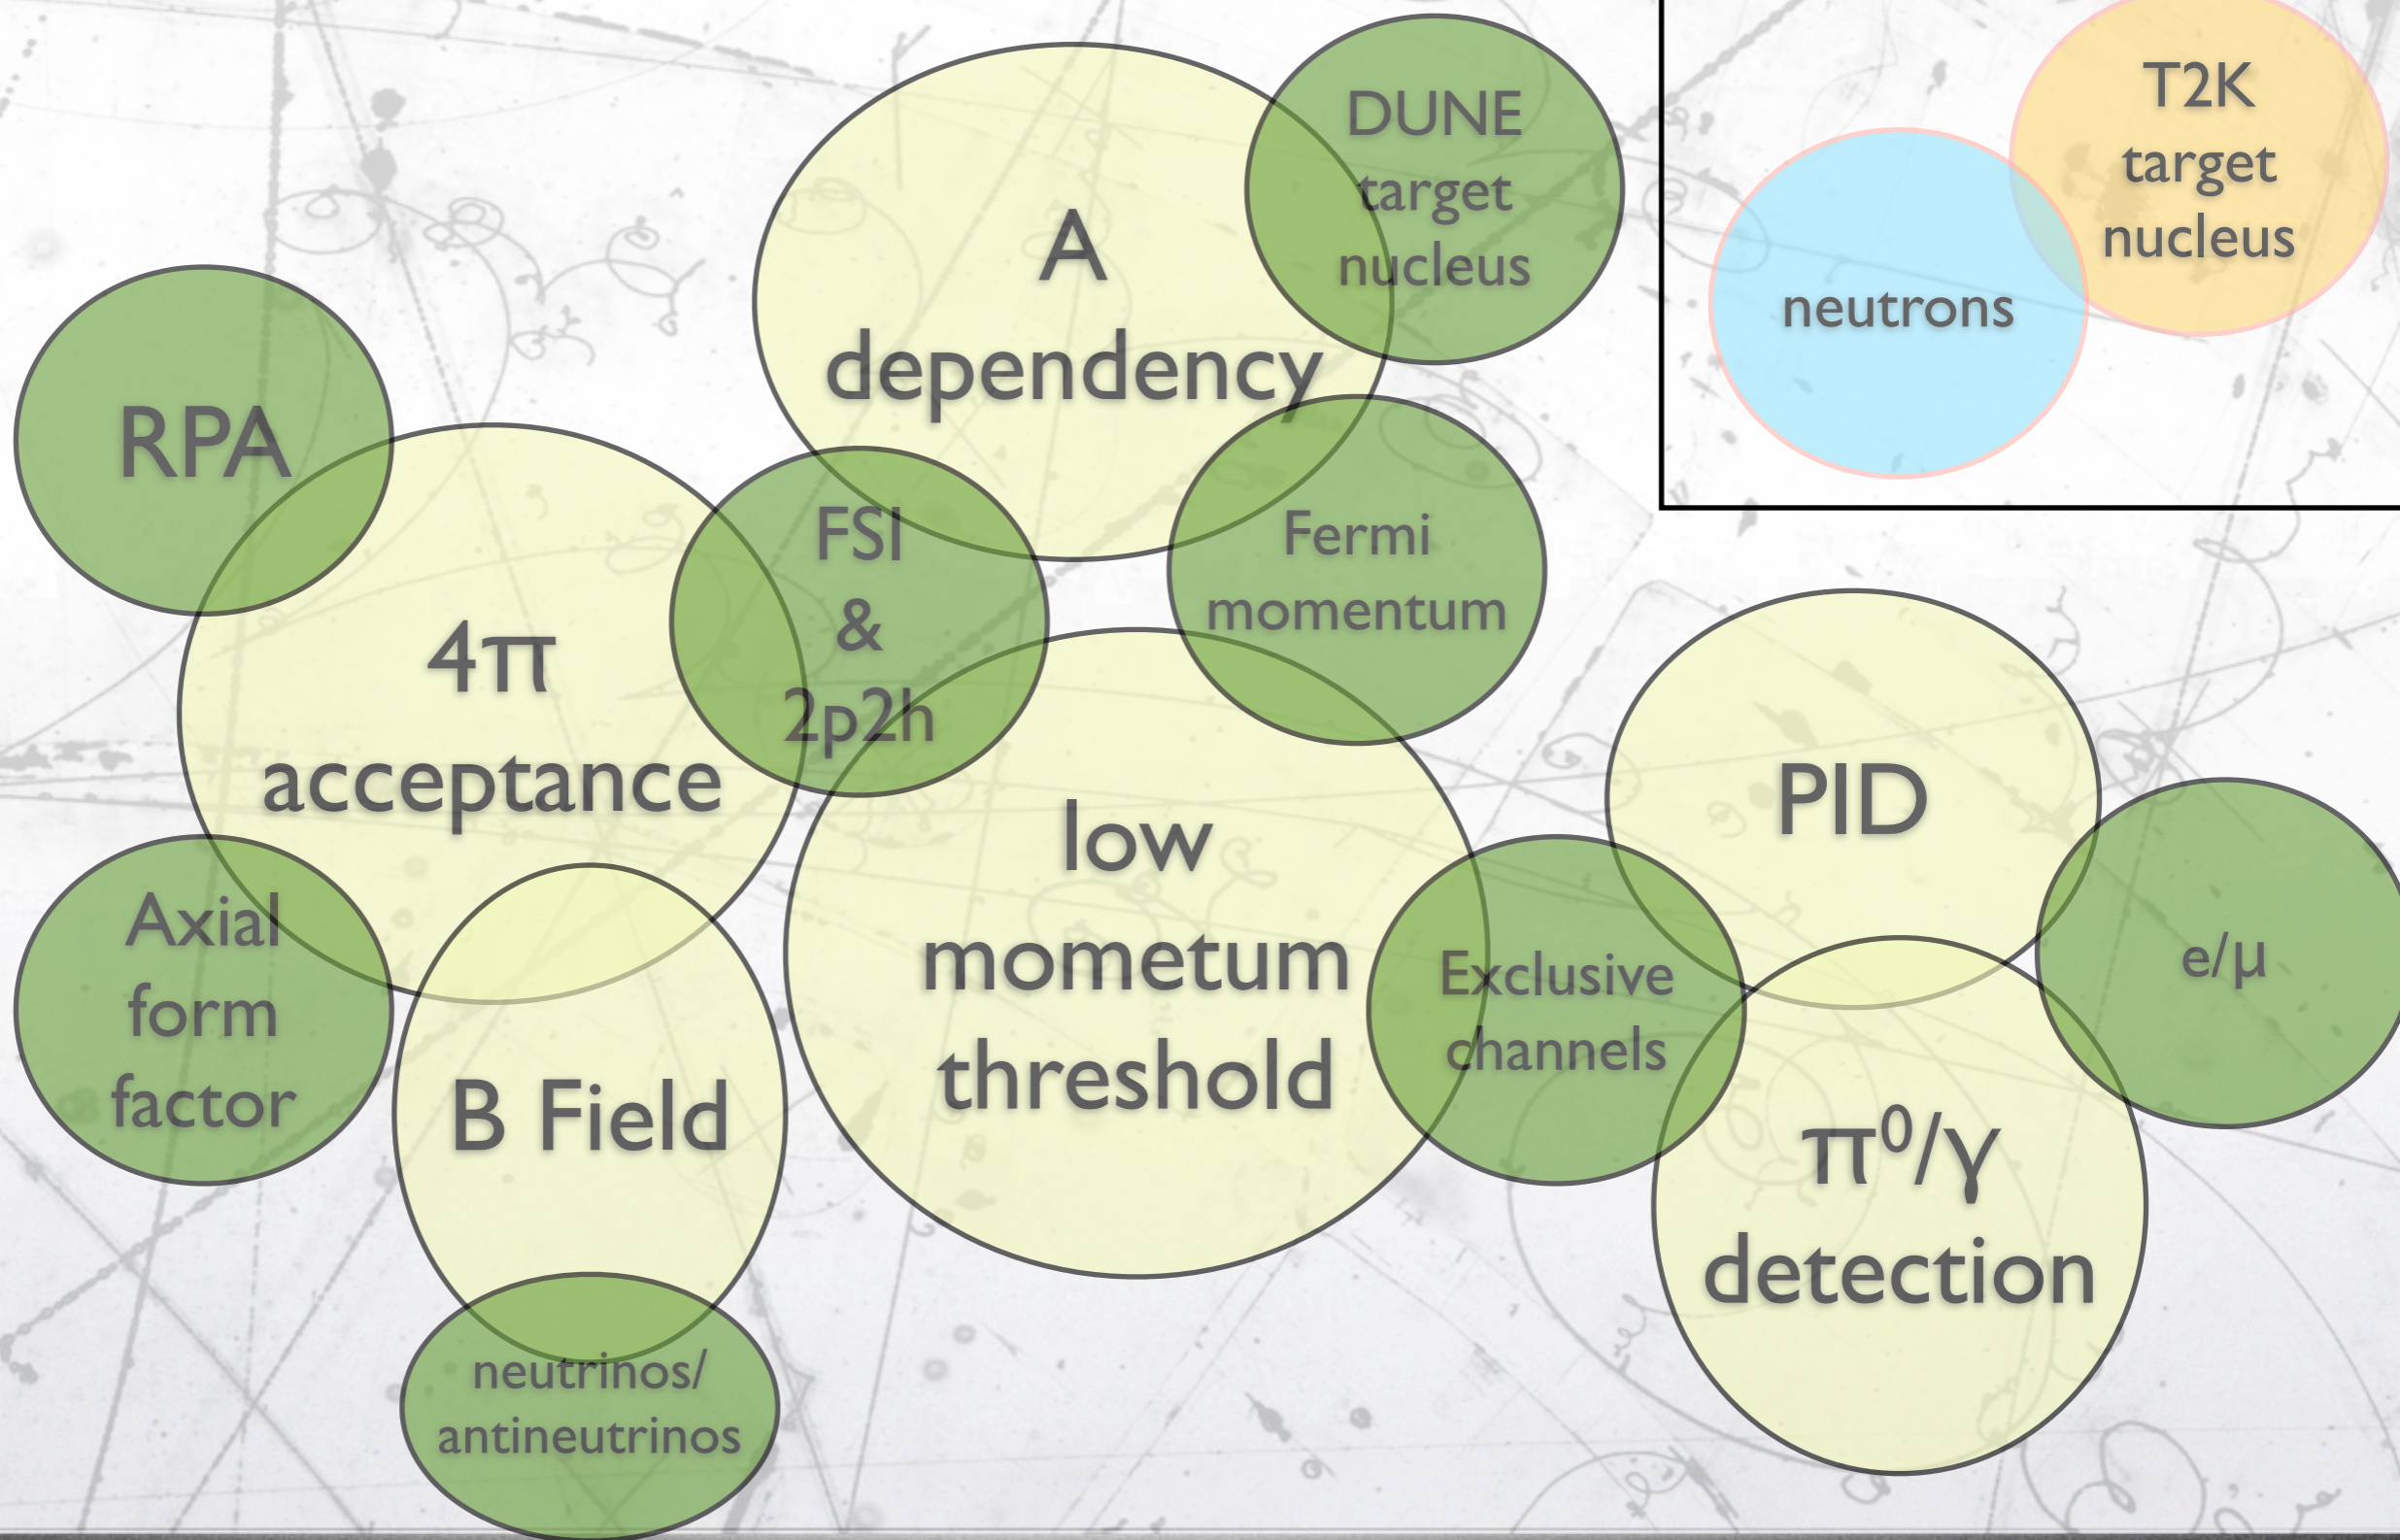 A
dependency
DUNE
target
nucleus
T2K
target
nucleus
neutrons
RPA
4π
acceptance
FSI
&
2p2h
Fermi
momentum
Axial
form
factor
B Field
neutrinos/
antineutrinos
low
mometum
threshold
Exclusive
channels
PID
e/μ
π⁰/γ
detection